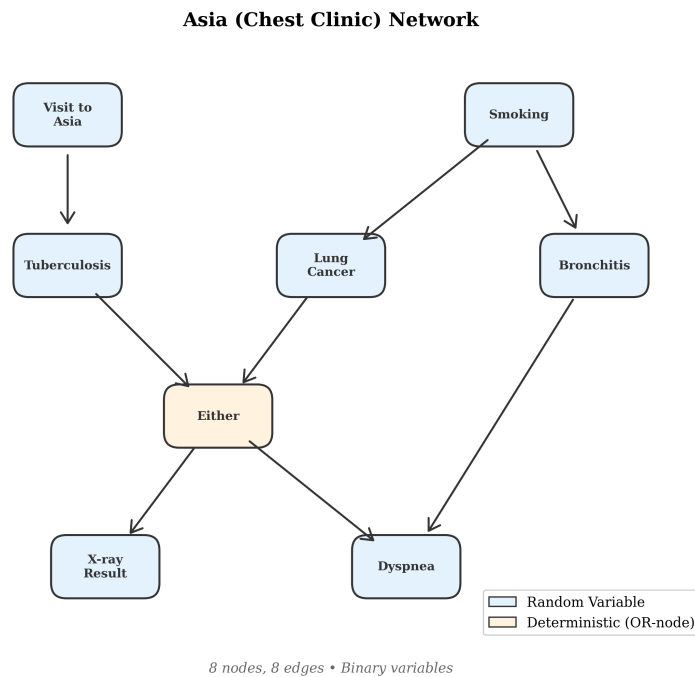 Asia (Chest Clinic) Network
Visit to
Asia
Smoking
Tuberculosis
Lung
Cancer
Bronchitis
Either
X-ray
Result
Dyspnea
Random Variable
Deterministic (OR-node)
8 nodes, 8 edges • Binary variables